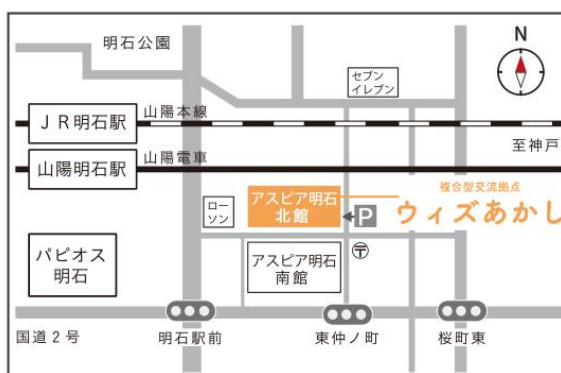 明石公園
N
セブン
イレブン
JR明石駅
山陽本線
至神戸
山陽明石駅
山陽電車
ロー
ソン
アスピア明石
北館
P
複合型交流拠点
ウィズあかし
パピオス
明石
アスピア明石
南館
〒
国道2号
明石駅前
東仲ノ町
桜町東